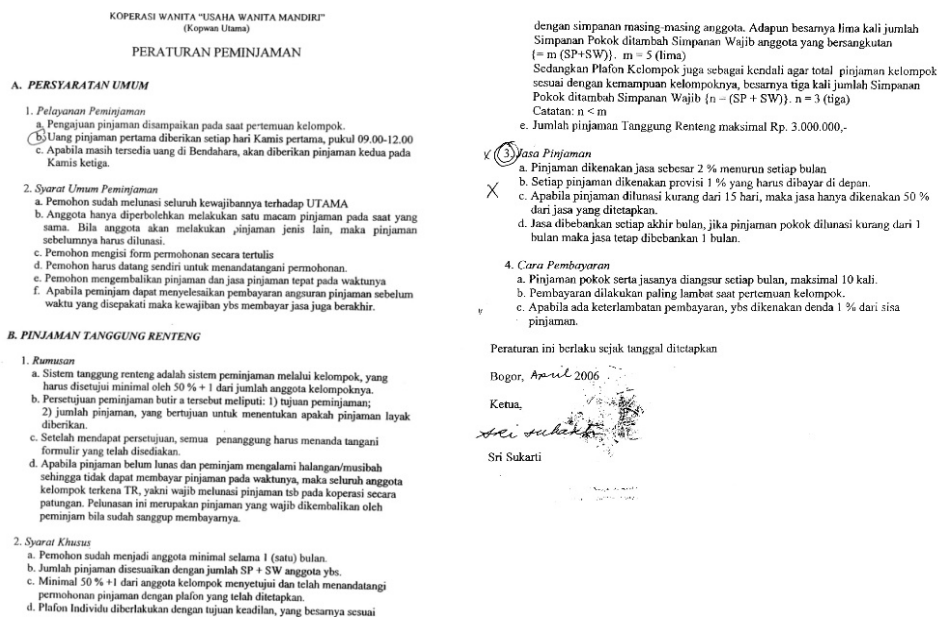 KOPERASI WANITA "USAHA WANITA MANDIRI"
(Kopwan Utama)
PERATURAN PEMINJAMAN
A. PERSYARATAN UMUM
1. Pelayanan Peminjaman
a. Pengajuan pinjaman disampaikan pada saat pertemuan kelompok.
b. Uang pinjaman pertama diberikan setiap hari Kamis pertama, pukul 09.00-12.00
c. Apabila masih tersedia uang di Bendahara, akan diberikan pinjaman kedua pada
Kamis ketiga.
2. Syarat Umum Peminjaman
a. Pemohon sudah melunasi seluruh kewajibannya terhadap UTAMA
b. Anggota hanya diperbolehkan melakukan satu macam pinjaman pada saat yang
sama. Bila anggota akan melakukan pinjaman jenis lain, maka pinjaman
sebelumnya harus dilunasi.
c. Pemohon mengisi form permohonan secara tertulis
d. Pemohon harus datang sendiri untuk menandatangani permohonan.
e. Pemohon mengembalikan pinjaman dan jasa pinjaman tepat pada waktunya
f. Apabila peminjam dapat menyelesaikan pembayaran angsuran pinjaman sebelum
waktu yang disepakati maka kewajiban ybs membayar jasa juga berakhir.
B. PINJAMAN TANGGUNG RENTENG
1. Rumusan
a. Sistem tanggung renteng adalah sistem peminjaman melalui kelompok, yang
harus disetujui minimal oleh 50 % + 1 dari jumlah anggota kelompoknya.
b. Persetujuan peminjaman butir a tersebut meliputi: 1) tujuan peminjaman;
2) jumlah pinjaman, yang bertujuan untuk menentukan apakah pinjaman layak
diberikan.
c. Setelah mendapat persetujuan, semua penanggung harus menanda tangani
formulir yang telah disediakan.
d. Apabila pinjaman belum lunas dan peminjam mengalami halangan/musibah
sehingga tidak dapat membayar pinjaman pada waktunya, maka seluruh anggota
kelompok terkena TR, yakni wajib melunasi pinjaman tsb pada koperasi secara
patungan. Pelunasan ini merupakan pinjaman yang wajib dikembalikan oleh
peminjam bila sudah sanggup membayarnya.
2. Syarat Khusus
a. Pemohon sudah menjadi anggota minimal selama 1 (satu) bulan.
b. Jumlah pinjaman disesuaikan dengan jumlah SP + SW anggota ybs.
c. Minimal 50 % +1 dari anggota kelompok menyetujui dan telah menandatangi
permohonan pinjaman dengan plafon yang telah ditetapkan.
d. Plafon Individu diberlakukan dengan tujuan keadilan, yang besarnya sesuai
dengan simpanan masing-masing anggota. Adapun besarnya lima kali jumlah
Simpanan Pokok ditambah Simpanan Wajib anggota yang bersangkutan
{= m (SP+SW)}. m = 5 (lima)
Sedangkan Plafon Kelompok juga sebagai kendali agar total pinjaman kelompok
sesuai dengan kemampuan kelompoknya, besarnya tiga kali jumlah Simpanan
Pokok ditambah Simpanan Wajib {n = (SP + SW)}. n = 3 (tiga)
Catatan: n < m
e. Jumlah pinjaman Tanggung Renteng maksimal Rp. 3.000.000,-
3. Jasa Pinjaman
a. Pinjaman dikenakan jasa sebesar 2 % menurun setiap bulan
b. Setiap pinjaman dikenakan provisi 1 % yang harus dibayar di depan.
c. Apabila pinjaman dilunasi kurang dari 15 hari, maka jasa hanya dikenakan 50 %
dari jasa yang ditetapkan.
d. Jasa dibebankan setiap akhir bulan, jika pinjaman pokok dilunasi kurang dari 1
bulan maka jasa tetap dibebankan 1 bulan.
4. Cara Pembayaran
a. Pinjaman pokok serta jasanya diangsur setiap bulan, maksimal 10 kali.
b. Pembayaran dilakukan paling lambat saat pertemuan kelompok.
c. Apabila ada keterlambatan pembayaran, ybs dikenakan denda 1 % dari sisa
pinjaman.
Peraturan ini berlaku sejak tanggal ditetapkan
Bogor, April 2006
Ketua,
Sri Sukarti
Sri Sukarti